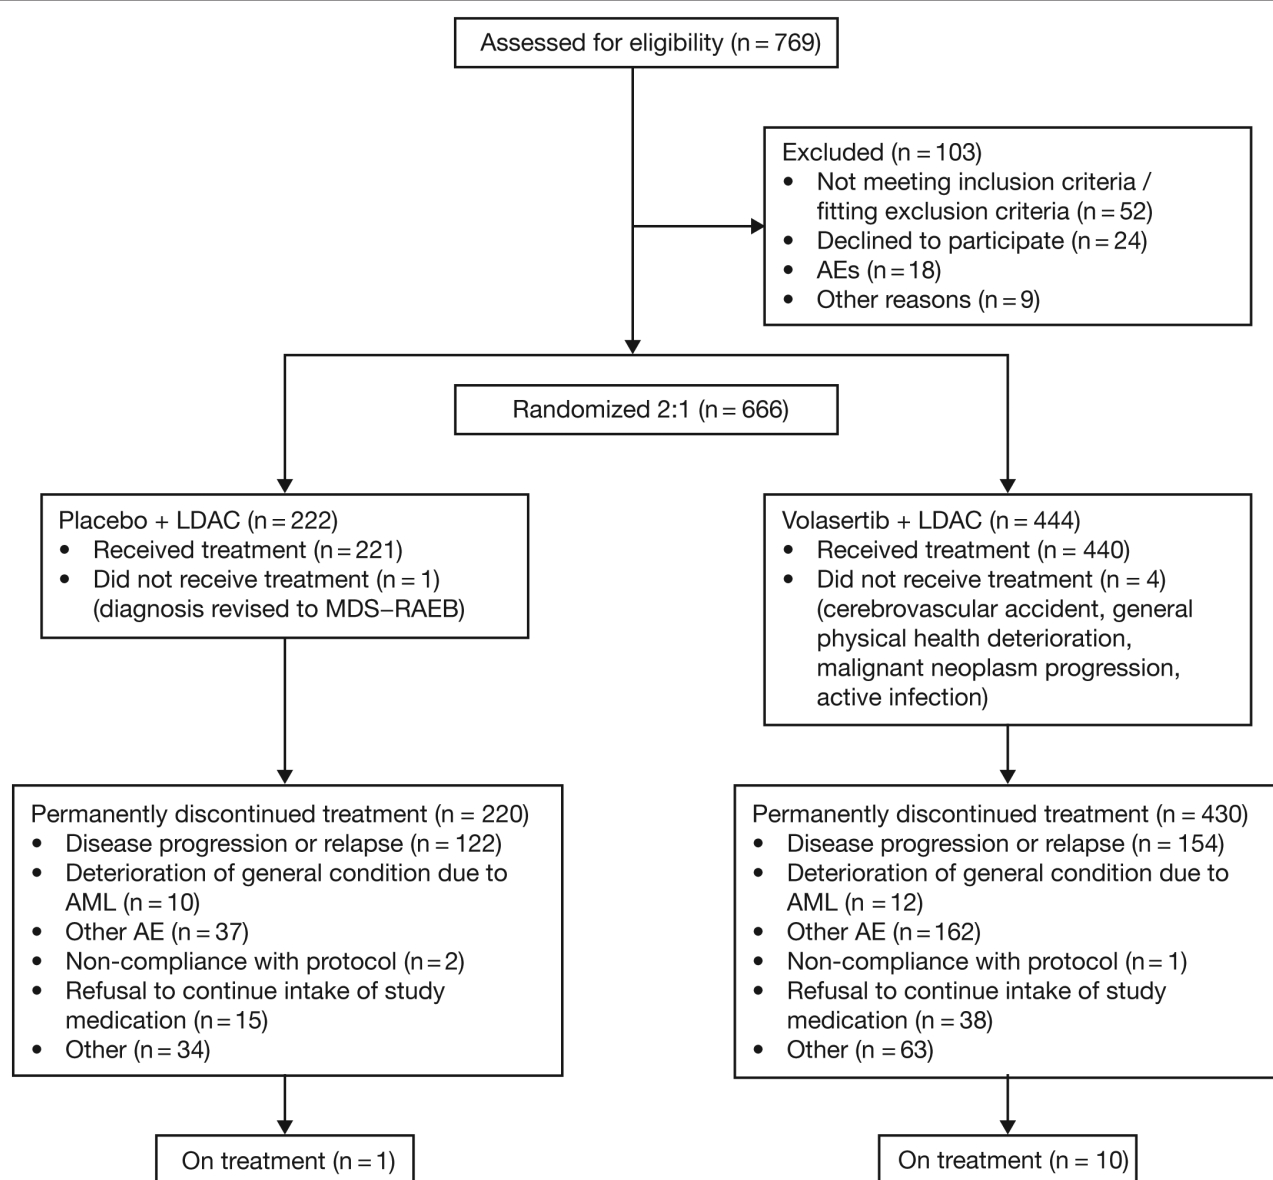 Assessed for eligibility (n = 769)
Excluded (n = 103)
• Not meeting inclusion criteria /
fitting exclusion criteria (n = 52)
• Declined to participate (n = 24)
• AEs (n = 18)
• Other reasons (n = 9)
Randomized 2:1 (n = 666)
Placebo + LDAC (n = 222)
• Received treatment (n = 221)
• Did not receive treatment (n = 1)
(diagnosis revised to MDS–RAEB)
Volasertib + LDAC (n = 444)
• Received treatment (n = 440)
• Did not receive treatment (n = 4)
(cerebrovascular accident, general
physical health deterioration,
malignant neoplasm progression,
active infection)
Permanently discontinued treatment (n = 220)
• Disease progression or relapse (n = 122)
• Deterioration of general condition due to
AML (n = 10)
• Other AE (n = 37)
• Non-compliance with protocol (n = 2)
• Refusal to continue intake of study
medication (n = 15)
• Other (n = 34)
Permanently discontinued treatment (n = 430)
• Disease progression or relapse (n = 154)
• Deterioration of general condition due to
AML (n = 12)
• Other AE (n = 162)
• Non-compliance with protocol (n = 1)
• Refusal to continue intake of study
medication (n = 38)
• Other (n = 63)
On treatment (n = 1)
On treatment (n = 10)